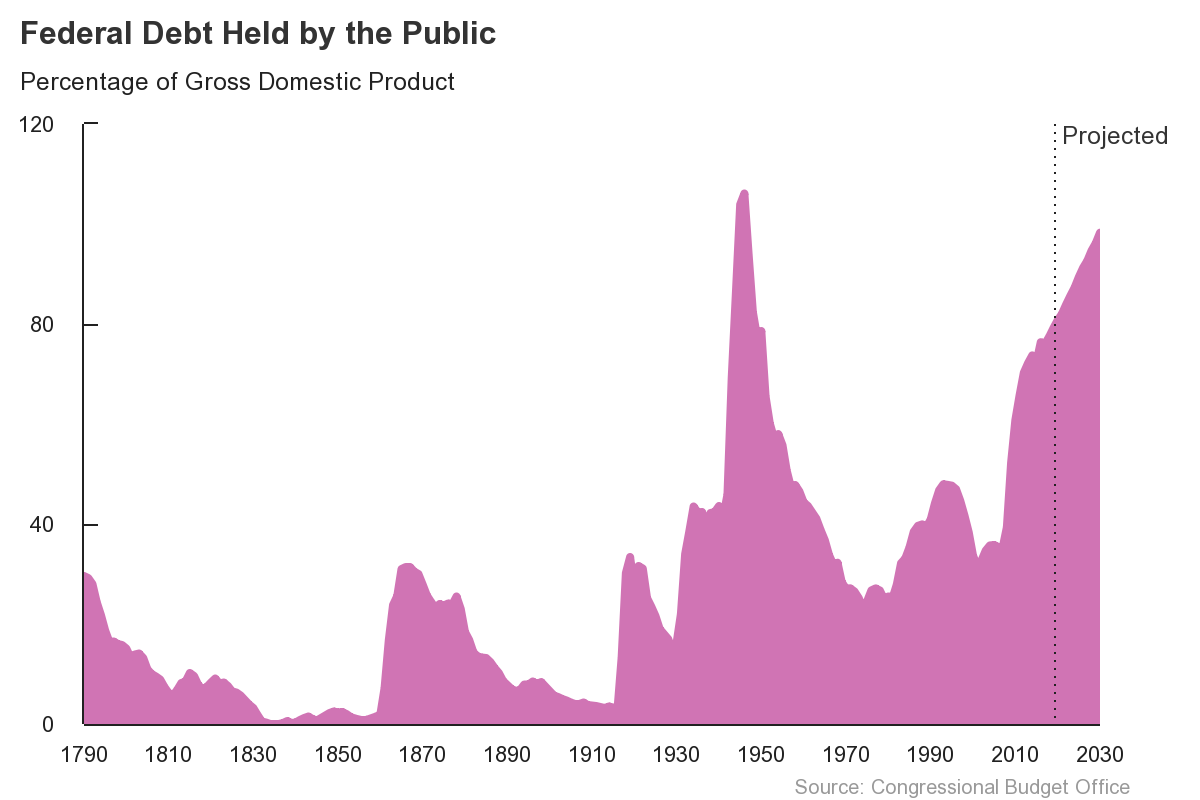 Federal Debt Held by the Public
Percentage of Gross Domestic Product
120
Projected
80
40
0
1790 1810 1830 1850 1870 1890 1910 1930 1950 1970 1990 2010 2030
Source: Congressional Budget Office